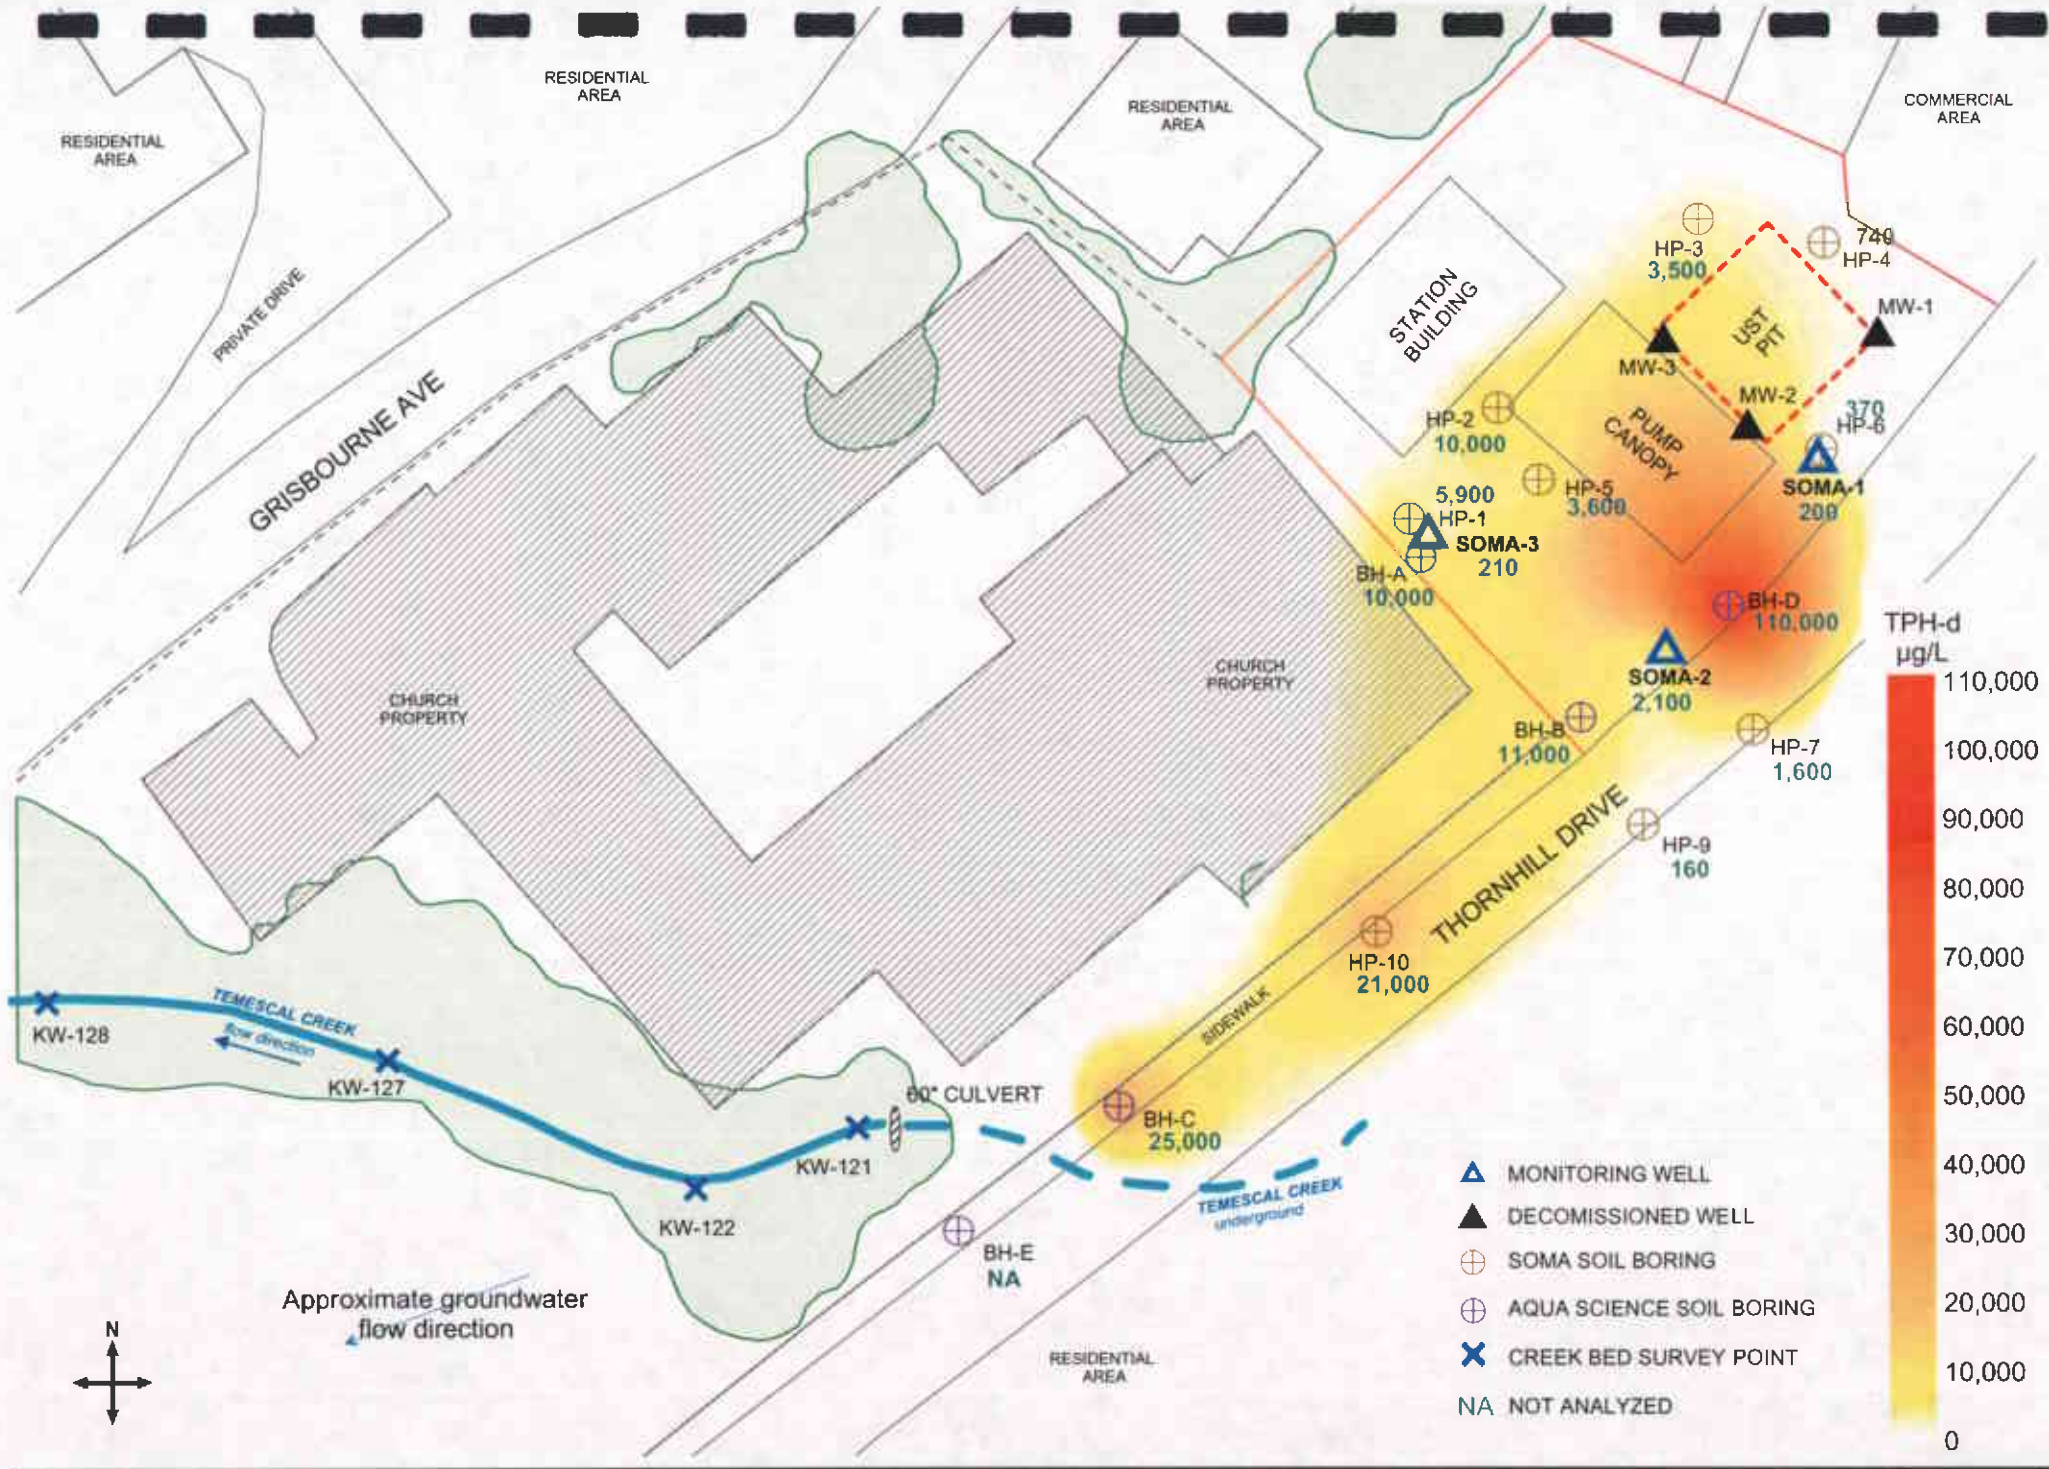 RESIDENTIAL
AREA
RESIDENTIAL
AREA
RESIDENTIAL
AREA
COMMERCIAL
AREA
PRIVATE DRIVE
GRISBOURNE AVE
STATION
BUILDING
HP-3
3,500
740
HP-4
UST
PIT
MW-1
MW-3
MW-2
PUMP
CANOPY
370
HP-6
SOMA-1
200
HP-2
10,000
HP-5
3,600
5,900
HP-1
SOMA-3
210
BH-A
10,000
BH-D
110,000
SOMA-2
2,100
BH-B
11,000
HP-7
1,600
HP-9
160
CHURCH
PROPERTY
CHURCH
PROPERTY
THORNHILL DRIVE
HP-10
21,000
SIDEWALK
BH-C
25,000
60" CULVERT
TEMESCAL CREEK
flow direction
KW-128
KW-127
KW-122
KW-121
TEMESCAL CREEK
underground
BH-E
NA
Approximate groundwater
flow direction
N
RESIDENTIAL
AREA
TPH-d
µg/L
110,000
100,000
90,000
80,000
70,000
60,000
50,000
40,000
30,000
20,000
10,000
0
MONITORING WELL
DECOMISSIONED WELL
SOMA SOIL BORING
AQUA SCIENCE SOIL BORING
CREEK BED SURVEY POINT
NA NOT ANALYZED